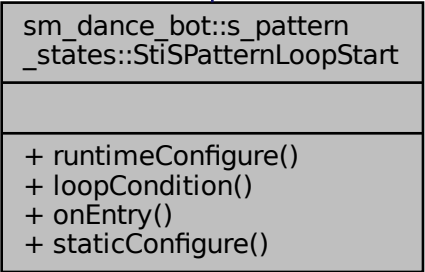 sm_dance_bot::s_pattern
_states::StiSPatternLoopStart
+ runtimeConfigure()
+ loopCondition()
+ onEntry()
+ staticConfigure()